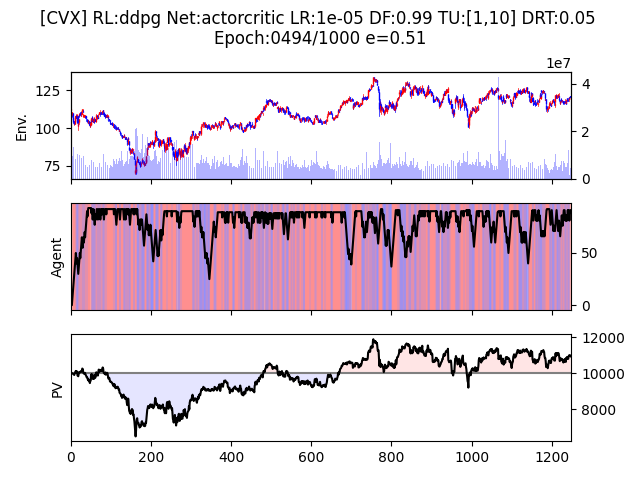 [CVX] RL:ddpg Net:actorcritic LR:1e-05 DF:0.99 TU:[1,10] DRT:0.05
Epoch:0494/1000 e=0.51
1e7
125
100
75
Env.
4
2
0
Agent
50
0
PV
12000
10000
8000
0 200 400 600 800 1000 1200